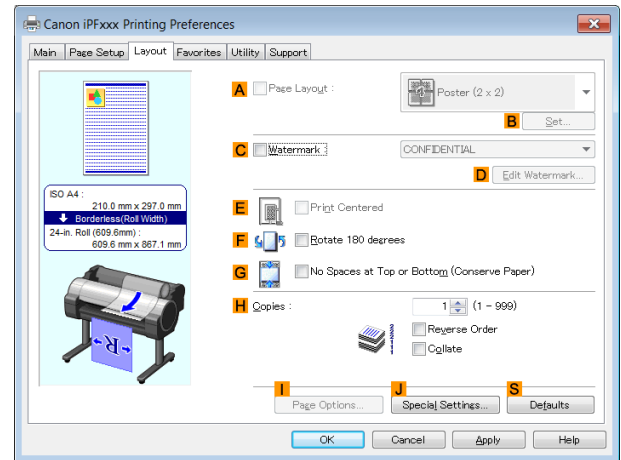 Canon iPFxxx Printing Preferences
Main Page Setup Layout Favorites Utility Support
A Page Layout :
Poster (2 x 2)
B Set...
C Watermark :
CONFIDENTIAL
D Edit Watermark...
ISO A4 :
210.0 mm x 297.0 mm
Borderless(Roll Width)
24-in. Roll (609.6mm) :
609.6 mm x 867.1 mm
E Print Centered
F Rotate 180 degrees
G No Spaces at Top or Bottom (Conserve Paper)
H Copies :
1 (1 - 999)
Reverse Order
Collate
R
I Page Options...
J Special Settings...
S Defaults
OK Cancel Apply Help